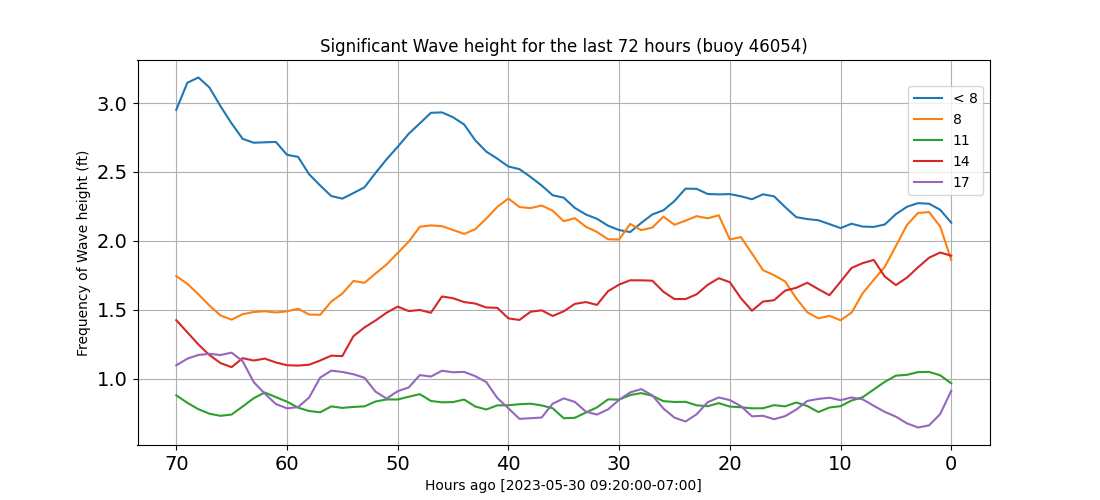 Significant Wave height for the last 72 hours (buoy 46054)
Frequency of Wave height (ft)
3.0
2.5
2.0
1.5
1.0
< 8
8
11
14
17
70 60 50 40 30 20 10 0
Hours ago [2023-05-30 09:20:00-07:00]